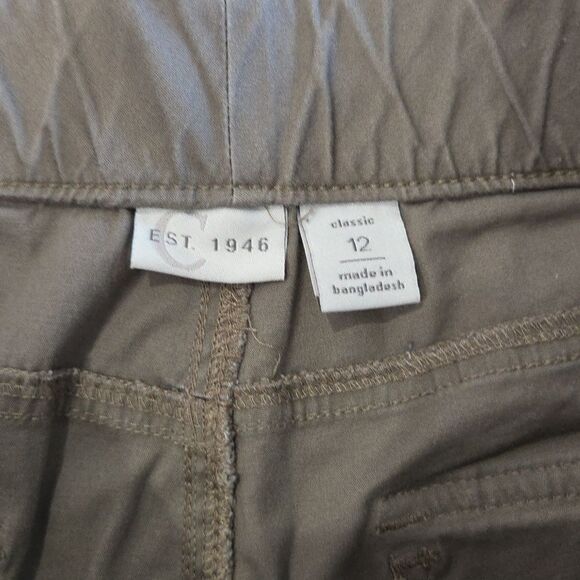 C
EST. 1946
classic
12
made in
bangladesh